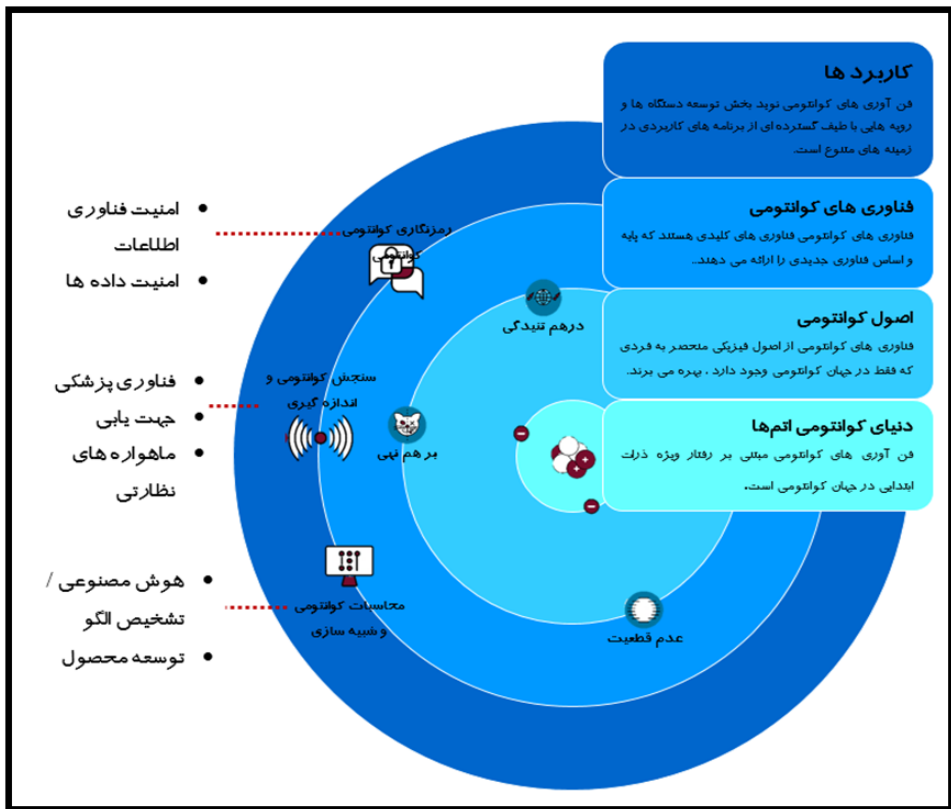 کاربرد ها
فن آوری های کوانتومی نوید بخش توسعه دستگاه ها و
رویه هایی با طیف گسترده ای از برنامه های کاربردی در
زمینه های متنوع است.
فناوری های کوانتومی
فناوری های کوانتومی فناوری های کلیدی هستند که پایه
و اساس فناوری جدیدی را ارائه می دهند..
اصول کوانتومی
فناوری های کوانتومی از اصول فیزیکی منحصر به فردی
که فقط در جهان کوانتومی وجود دارد ، بهره می برند.
دنیای کوانتومی اتم‌ها
فن آوری های کوانتومی مبتنی بر رفتار ویژه ذرات
ابتدایی در جهان کوانتومی است.
رمزنگاری کوانتومی
کوانتومی
• امنیت فناوری
اطلاعات
• امنیت داده ها
درهم تنیدگی
سنجش کوانتومی و
اندازه گیری
• فناوری پزشکی
• جهت یابی
• ماهواره های
نظارتی
بر هم نهی
محاسبات کوانتومی
و شبیه سازی
• هوش مصنوعی /
تشخیص الگو
• توسعه محصول
عدم قطعیت